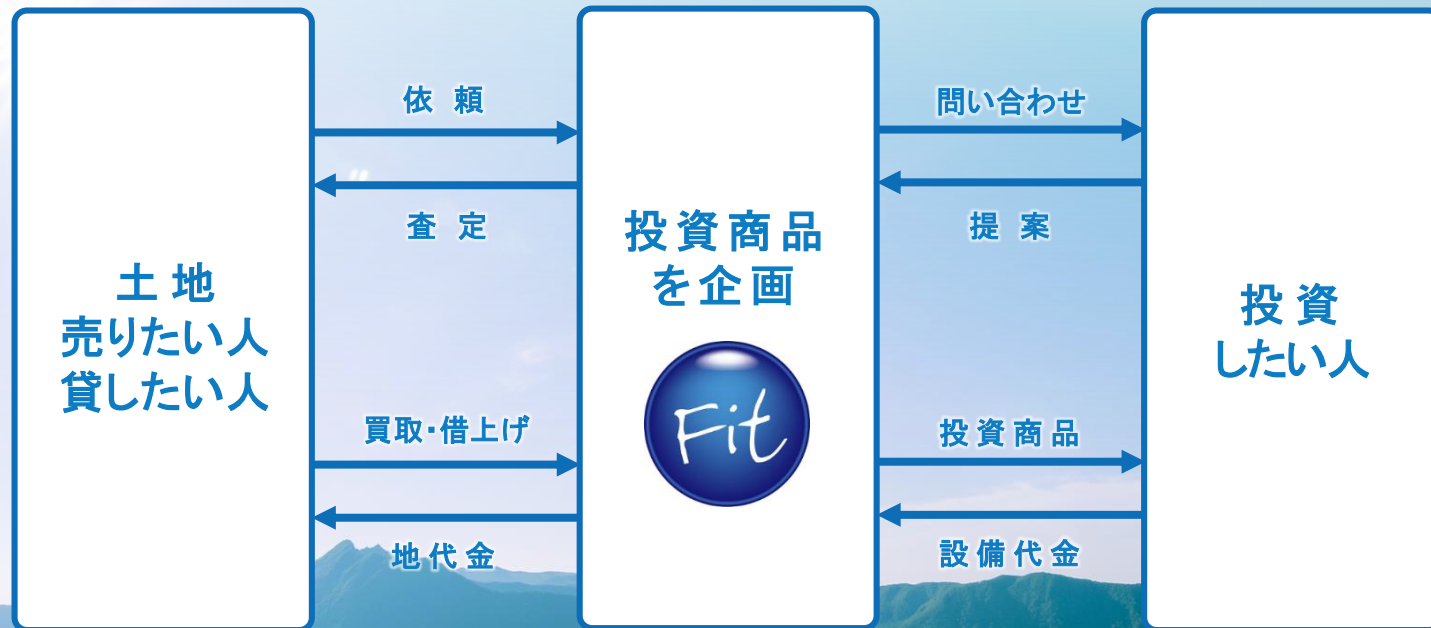 土地
売りたい人
貸したい人
依頼
査定
買取・借上げ
地代金
投資商品
を企画
Fit
問い合わせ
提案
投資商品
設備代金
投資
したい人